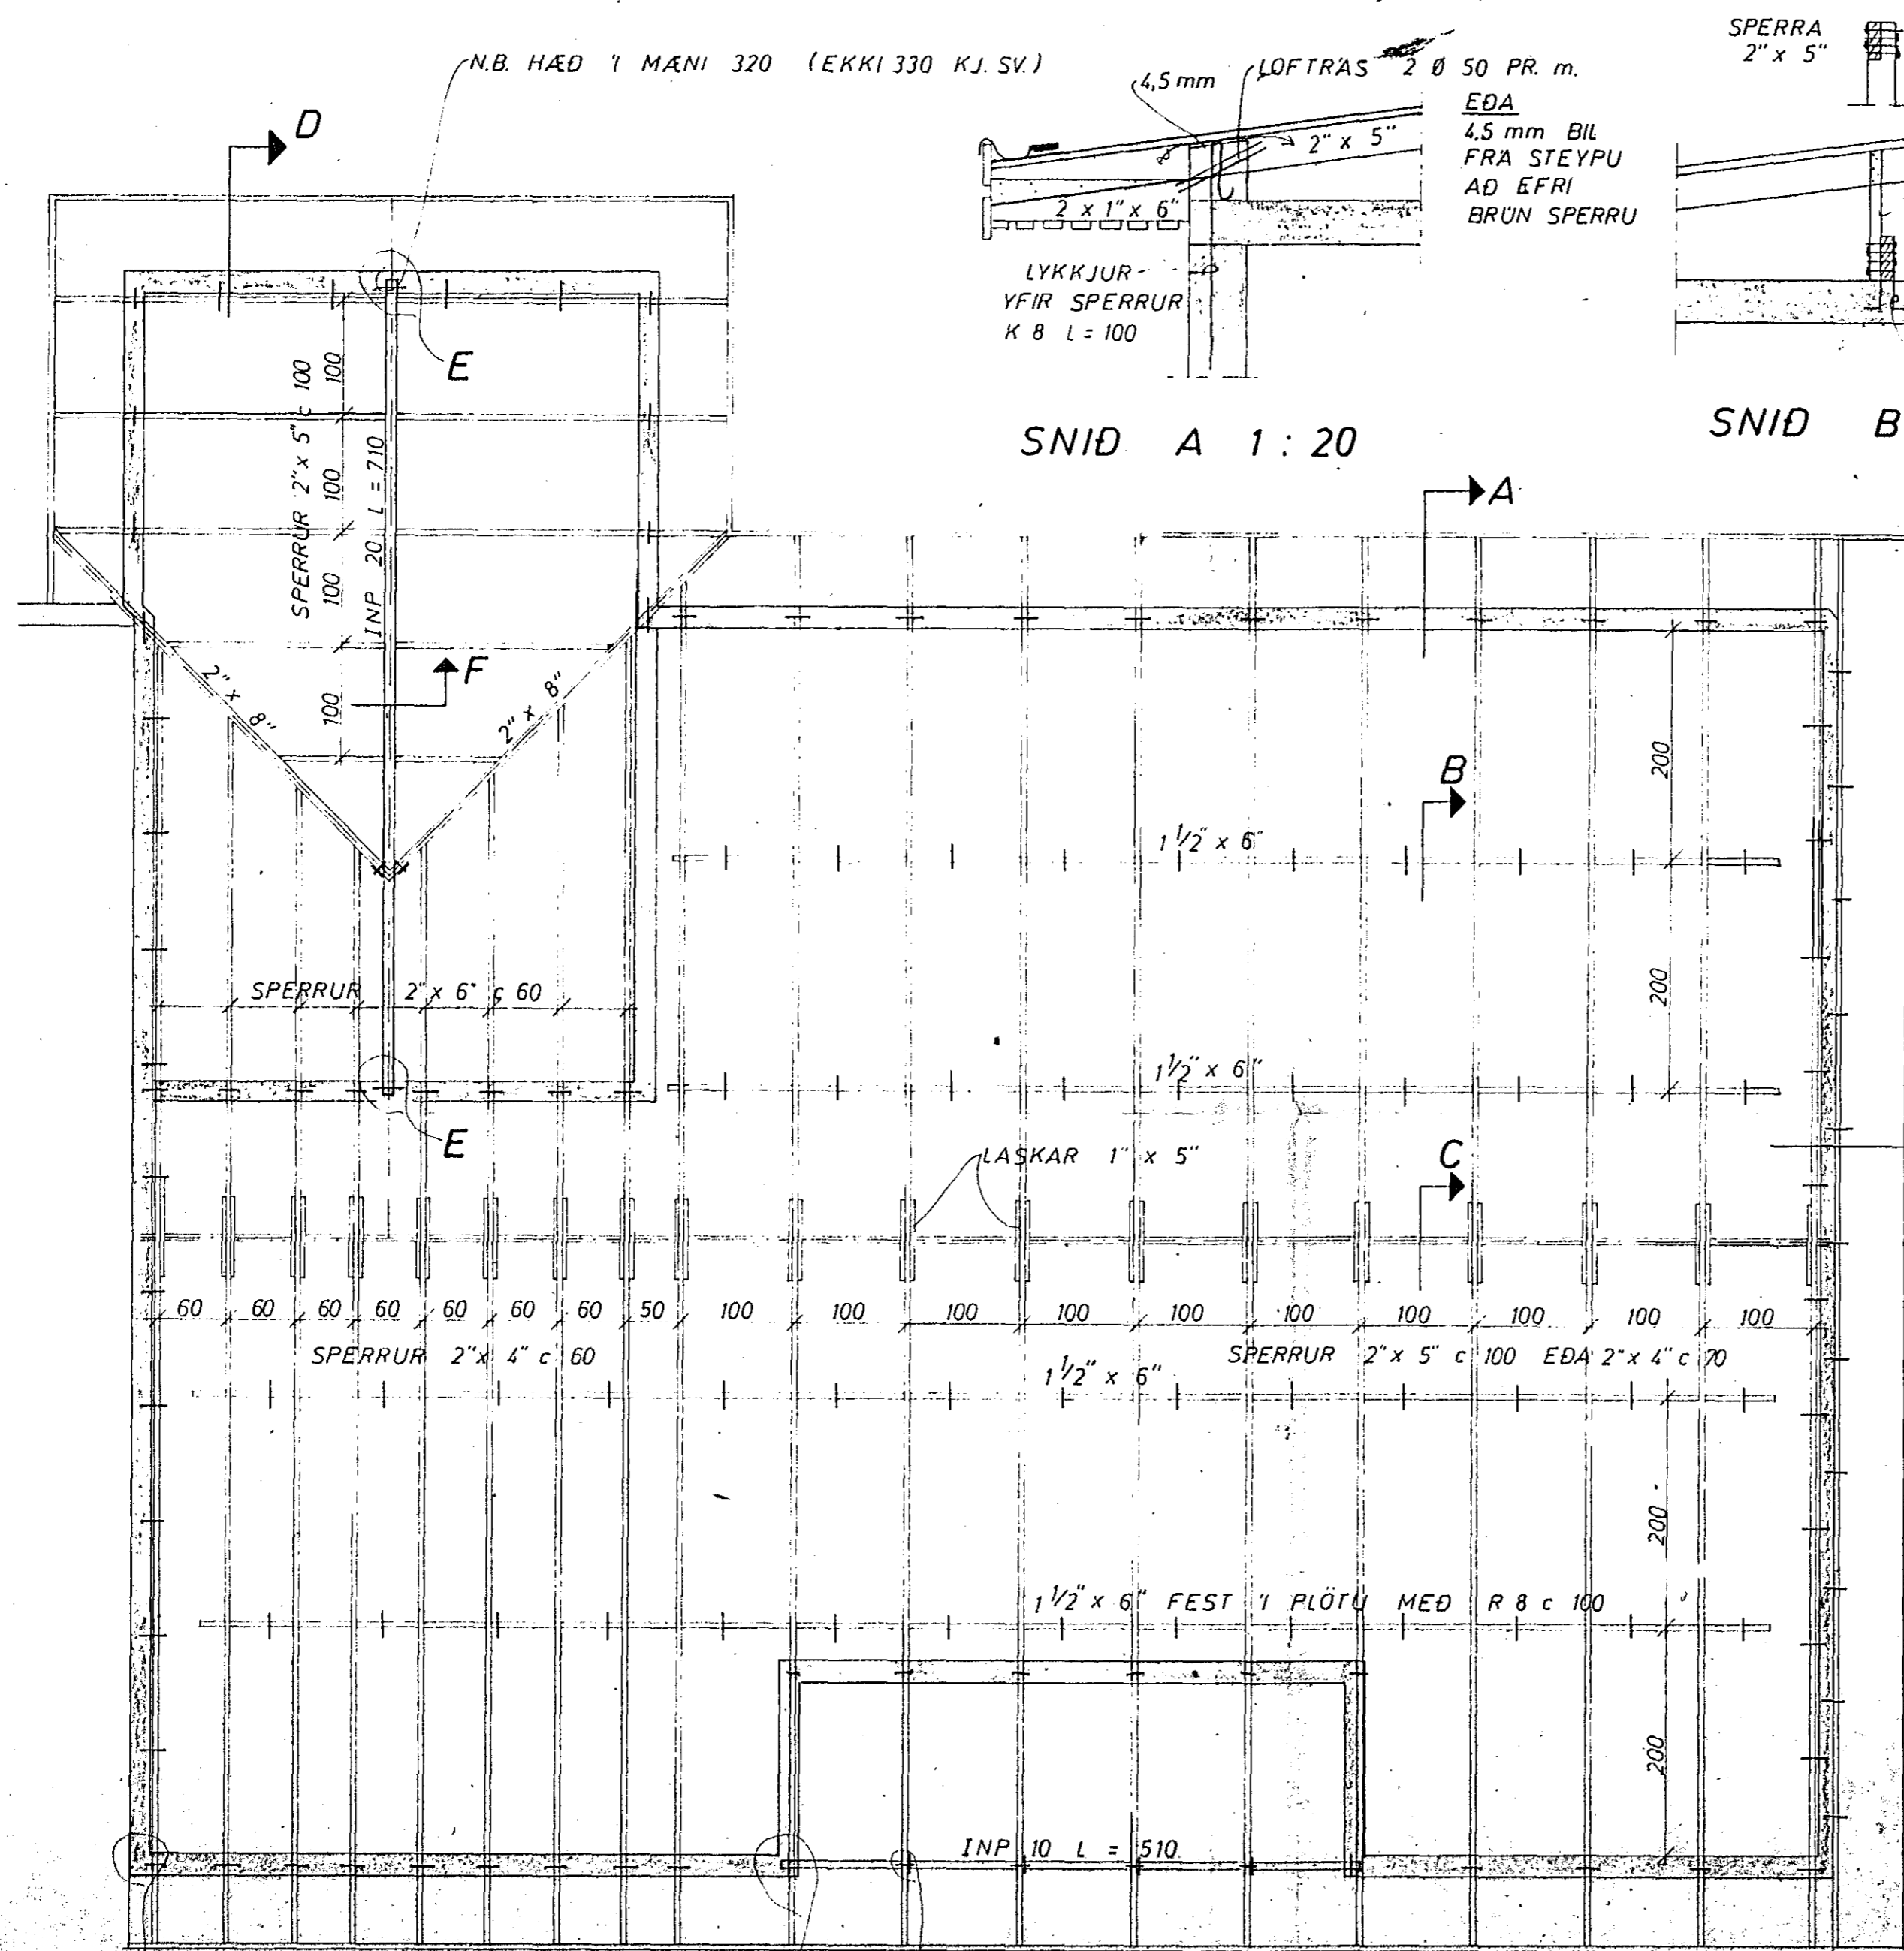 N.B. HÆÐ Í MÆNI 320 (EKKI 330 KJ. SV.)
D
4,5 mm
LOFTRÁS 2 Ø 50 PR. m.
EÐA
4,5 mm BIL
FRÁ STEYPU
AÐ EFRI
BRÚN SPERRU
2" x 5"
2 x 1" x 6"
LYKKJUR
YFIR SPERRUR
K 8 L = 100
SNIÐ A 1 : 20
SPERRA
2" x 5"
SNIÐ B
E
SPERRUR 2" x 5" c 100
100
100
100
100
INP 20 L = 710
F
2" x 8"
2" x 8"
A
B
200
200
1 1/2" x 6"
SPERRUR 2" x 6" c 60
1 1/2" x 6"
E
LASKAR 1" x 5"
C
60 60 60 60 60 60 60 50 100 100 100 100 100 100 100 100 100 100
SPERRUR 2" x 4" c 60
SPERRUR 2" x 5" c 100 EÐA 2" x 4" c 70
1 1/2" x 6"
200
1 1/2" x 6" FEST Í PLÖTU MEÐ R 8 c 100
200
INP 10 L = 510